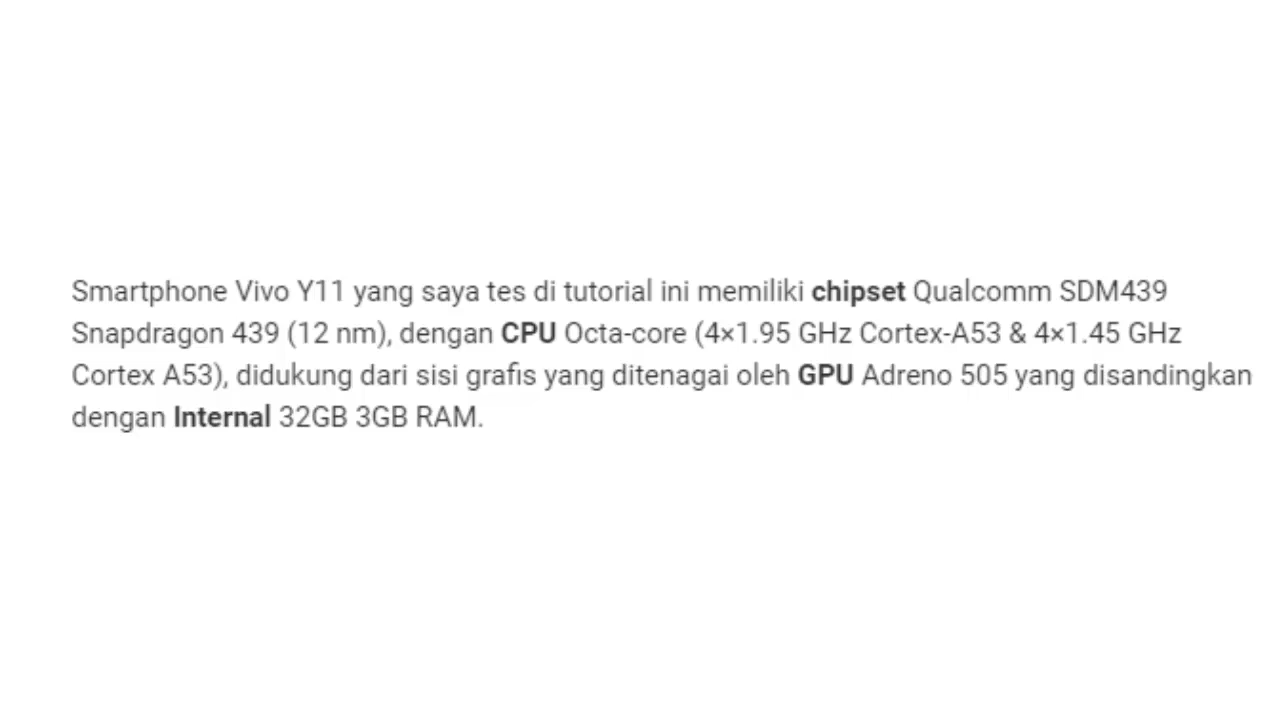 Smartphone Vivo Y11 yang saya tes di tutorial ini memiliki chipset Qualcomm SDM439
Snapdragon 439 (12 nm), dengan CPU Octa-core (4×1.95 GHz Cortex-A53 & 4×1.45 GHz
Cortex A53), didukung dari sisi grafis yang ditenagai oleh GPU Adreno 505 yang disandingkan
dengan Internal 32GB 3GB RAM.